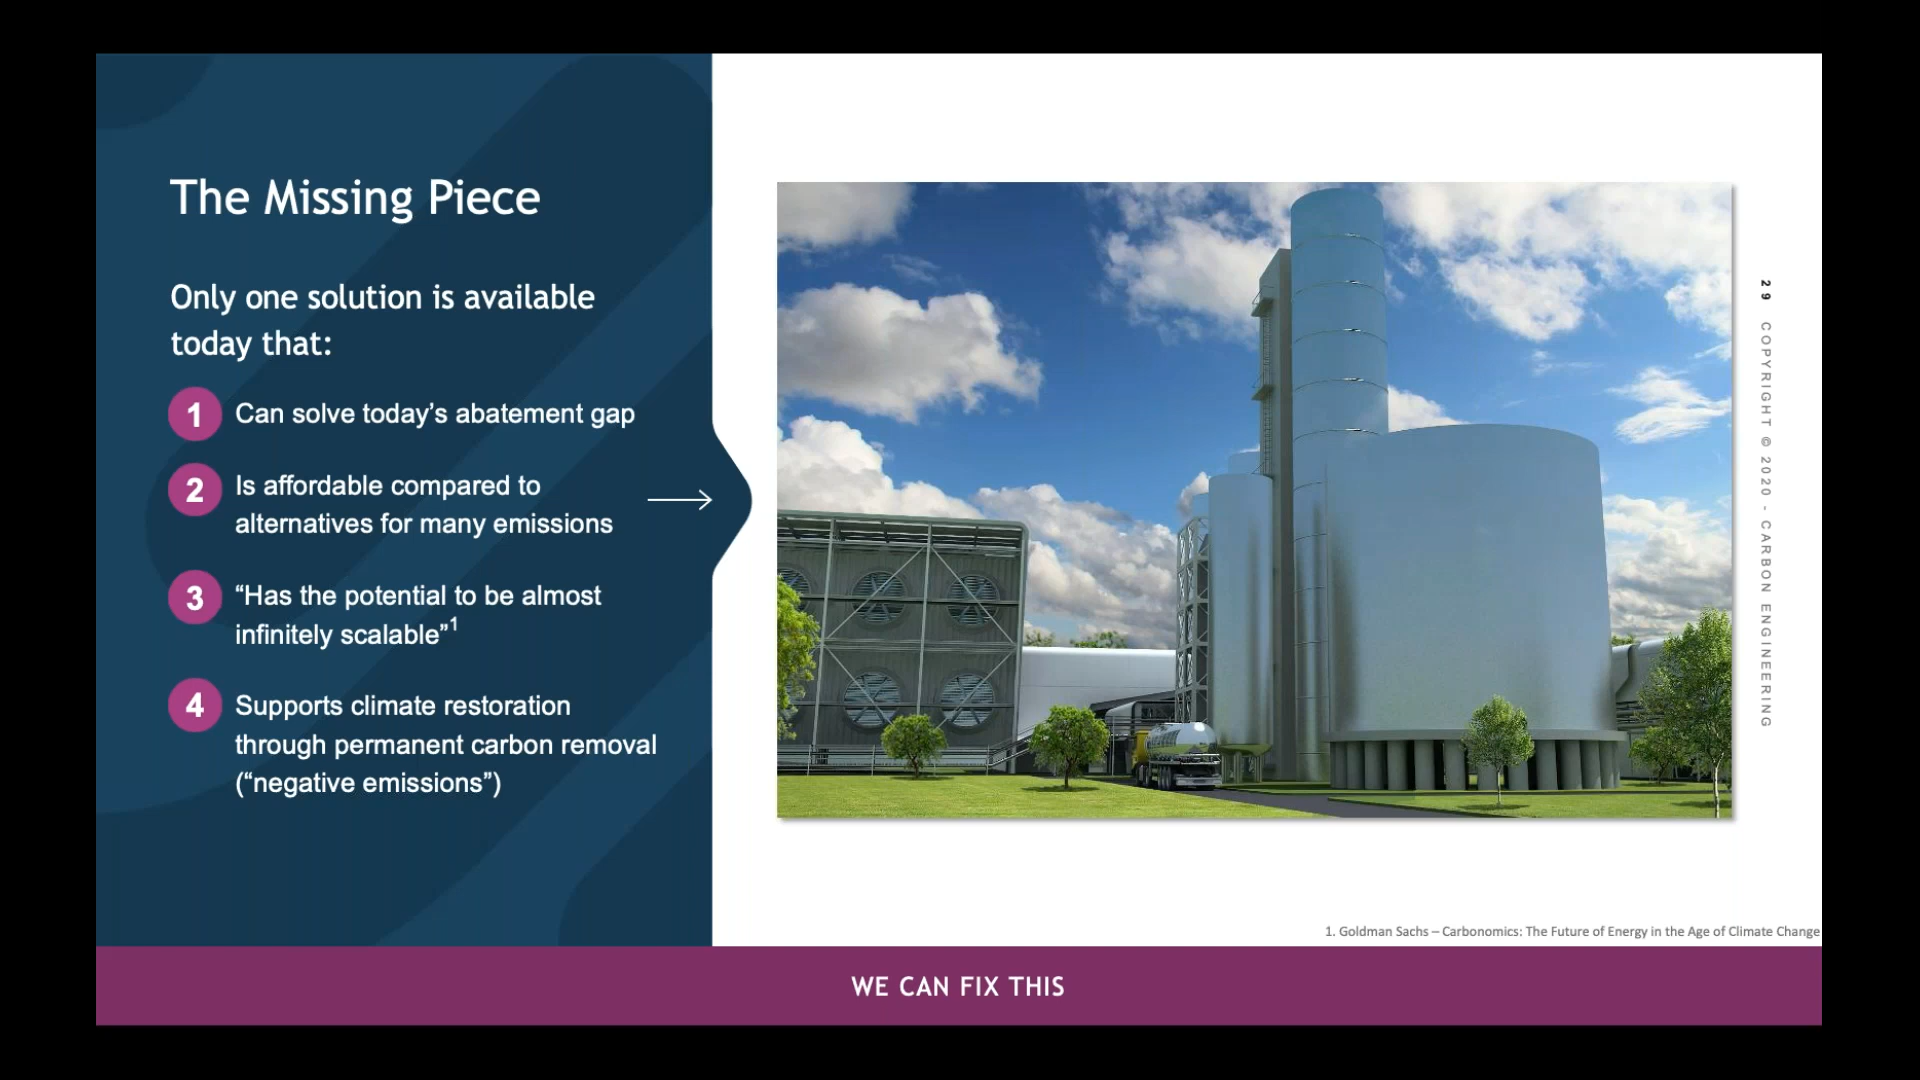 The Missing Piece
Only one solution is available
today that:
1 Can solve today’s abatement gap
2 Is affordable compared to
alternatives for many emissions
3 “Has the potential to be almost
infinitely scalable”1
4 Supports climate restoration
through permanent carbon removal
(“negative emissions”)
29 COPYRIGHT © 2020 - CARBON ENGINEERING
1. Goldman Sachs – Carbonomics: The Future of Energy in the Age of Climate Change
WE CAN FIX THIS